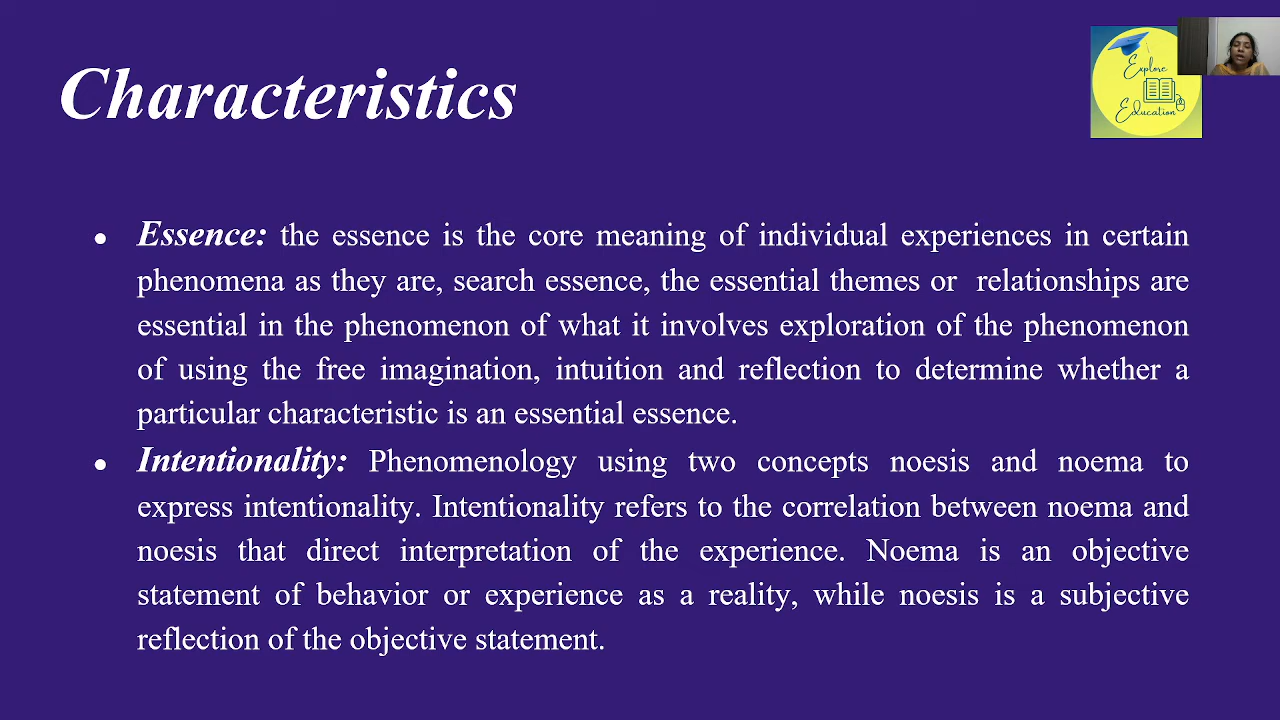 Characteristics
Explore
Education
Essence: the essence is the core meaning of individual experiences in certain
phenomena as they are, search essence, the essential themes or relationships are
essential in the phenomenon of what it involves exploration of the phenomenon
of using the free imagination, intuition and reflection to determine whether a
particular characteristic is an essential essence.
Intentionality: Phenomenology using two concepts noesis and noema to
express intentionality. Intentionality refers to the correlation between noema and
noesis that direct interpretation of the experience. Noema is an objective
statement of behavior or experience as a reality, while noesis is a subjective
reflection of the objective statement.